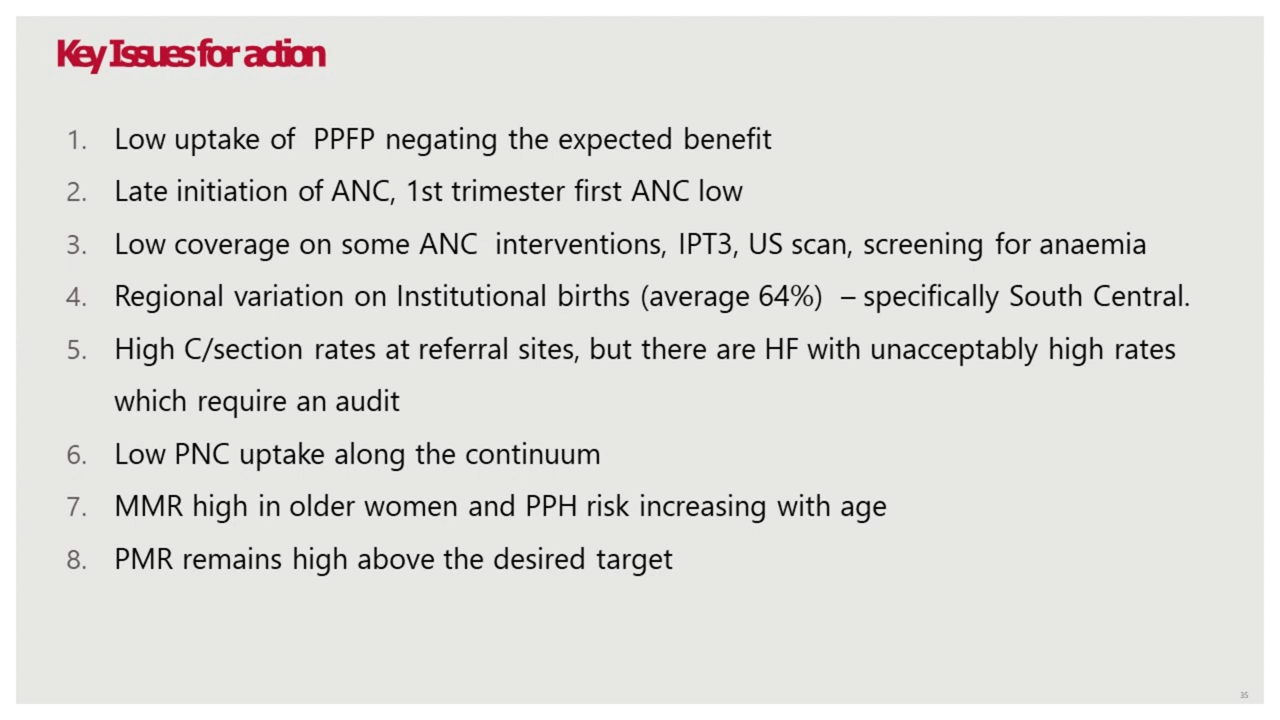 Key Issues for action
1. Low uptake of PPFP negating the expected benefit
2. Late initiation of ANC, 1st trimester first ANC low
3. Low coverage on some ANC interventions, IPT3, US scan, screening for anaemia
4. Regional variation on Institutional births (average 64%) – specifically South Central.
5. High C/section rates at referral sites, but there are HF with unacceptably high rates
which require an audit
6. Low PNC uptake along the continuum
7. MMR high in older women and PPH risk increasing with age
8. PMR remains high above the desired target
35